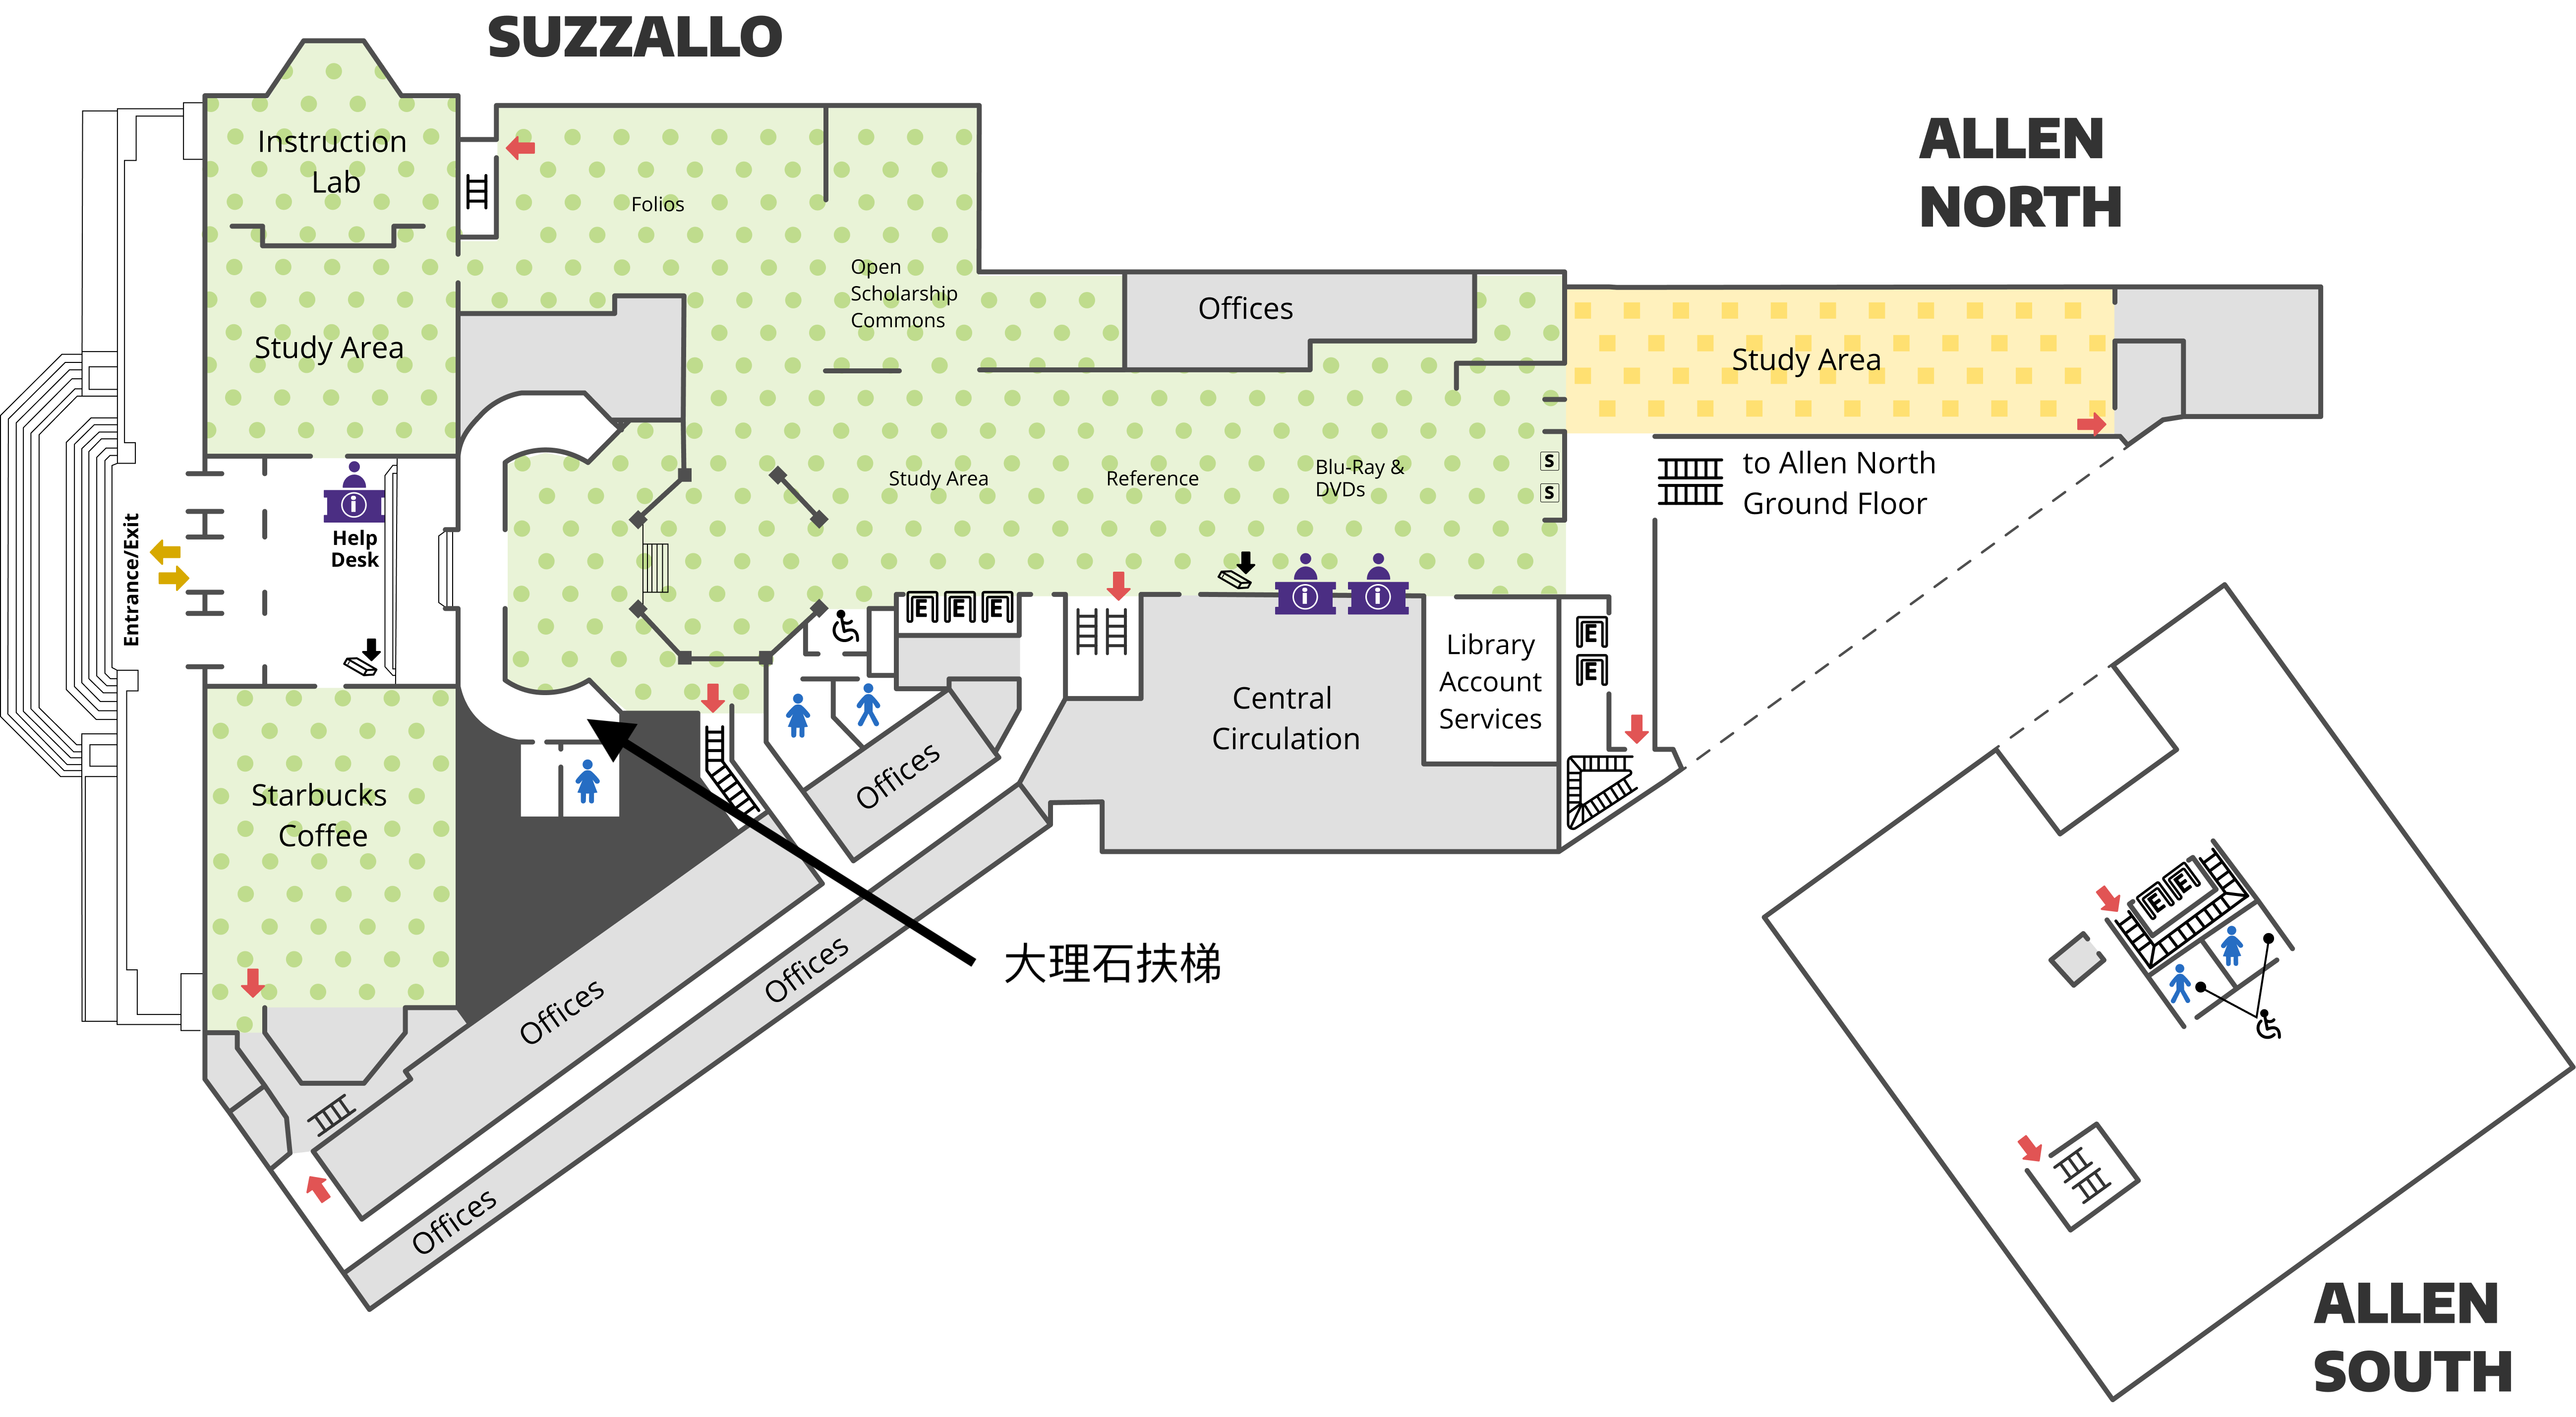 SUZZALLO
ALLEN
NORTH
Instruction
Lab
Folios
Open
Scholarship
Commons
Offices
Study Area
Study Area
Study Area
Reference
Blu-Ray &
DVDs
S
S
to Allen North
Ground Floor
Entrance/Exit
i
Help
Desk
E
E
E
i
i
E
E
Library
Account
Services
Central
Circulation
Offices
Starbucks
Coffee
大理石扶梯
Offices
Offices
Offices
E
E
ALLEN
SOUTH